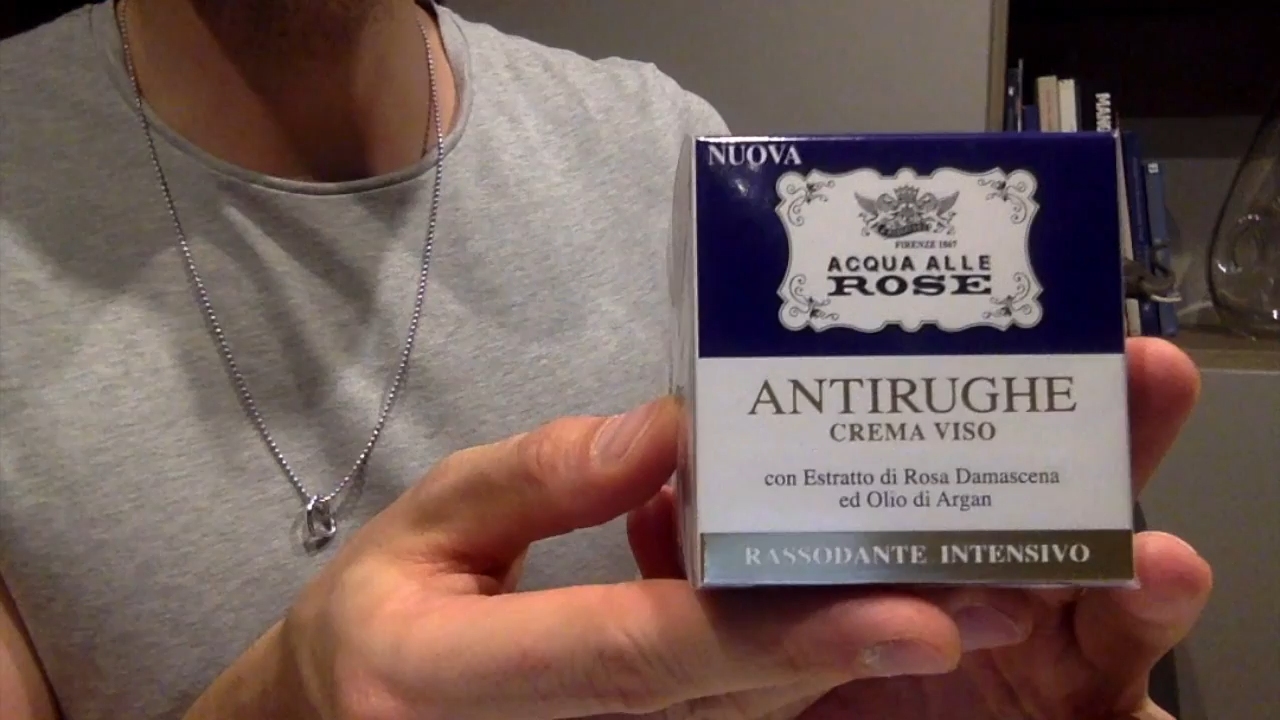 NUOVA
FIRENZE 1867
ACQUA ALLE
ROSE
ANTIRUGHE
CREMA VISO
con Estratto di Rosa Damascena
ed Olio di Argan
RASSODANTE INTENSIVO